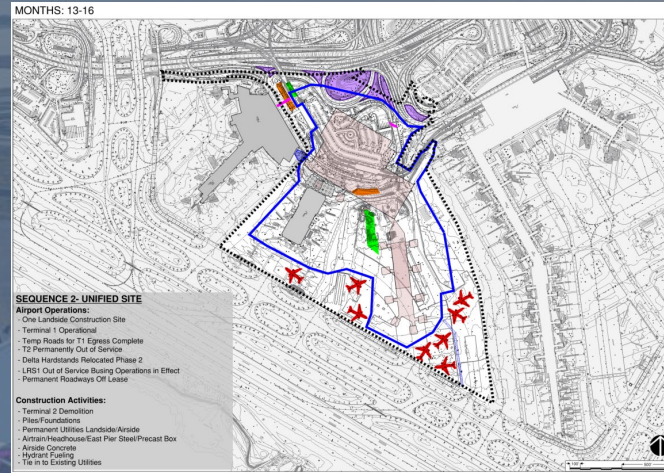 MONTHS: 13-16
SEQUENCE 2- UNIFIED SITE
Airport Operations:
- One Landside Construction Site
- Terminal 1 Operational
- Temp Roads for T1 Egress Complete
- T2 Permanently Out of Service
- Delta Hardstands Relocated Phase 2
- LRS1 Out of Service Busing Operations in Effect
- Permanent Roadways Off Lease
Construction Activities:
- Terminal 2 Demolition
- Piles/Foundations
- Permanent Utilities Landside/Airside
- Airtrain/Headhouse/East Pier Steel/Precast Box
- Airside Concrete
- Hydrant Fueling
- Tie in to Existing Utilities